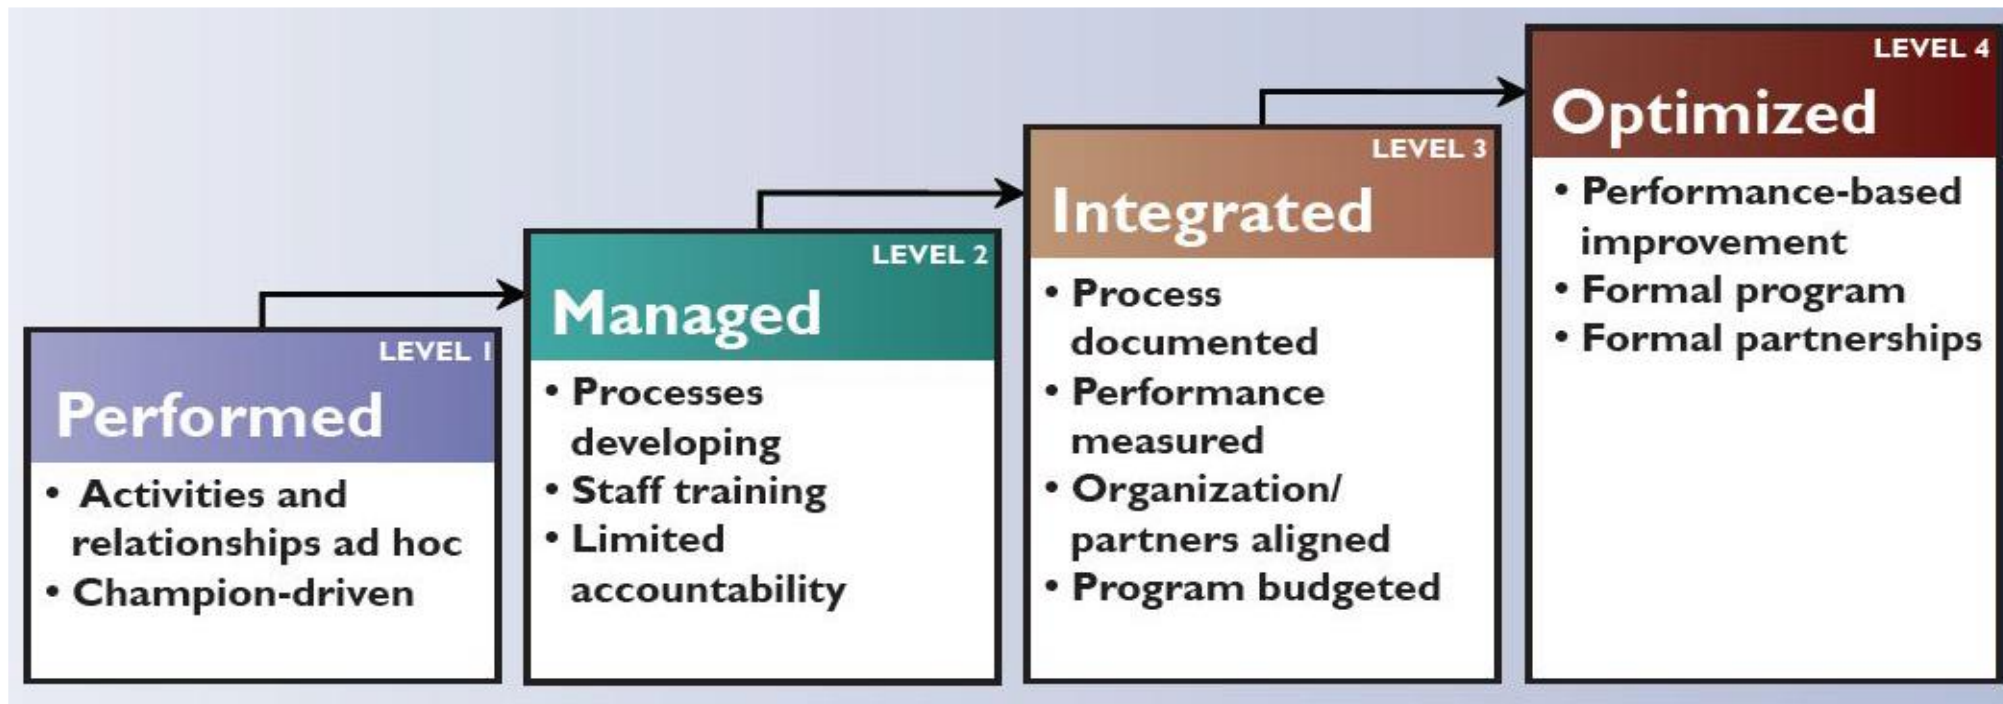 LEVEL 1
Performed
• Activities and
relationships ad hoc
• Champion-driven
LEVEL 2
Managed
• Processes
developing
• Staff training
• Limited
accountability
LEVEL 3
Integrated
• Process
documented
• Performance
measured
• Organization/
partners aligned
• Program budgeted
LEVEL 4
Optimized
• Performance-based
improvement
• Formal program
• Formal partnerships